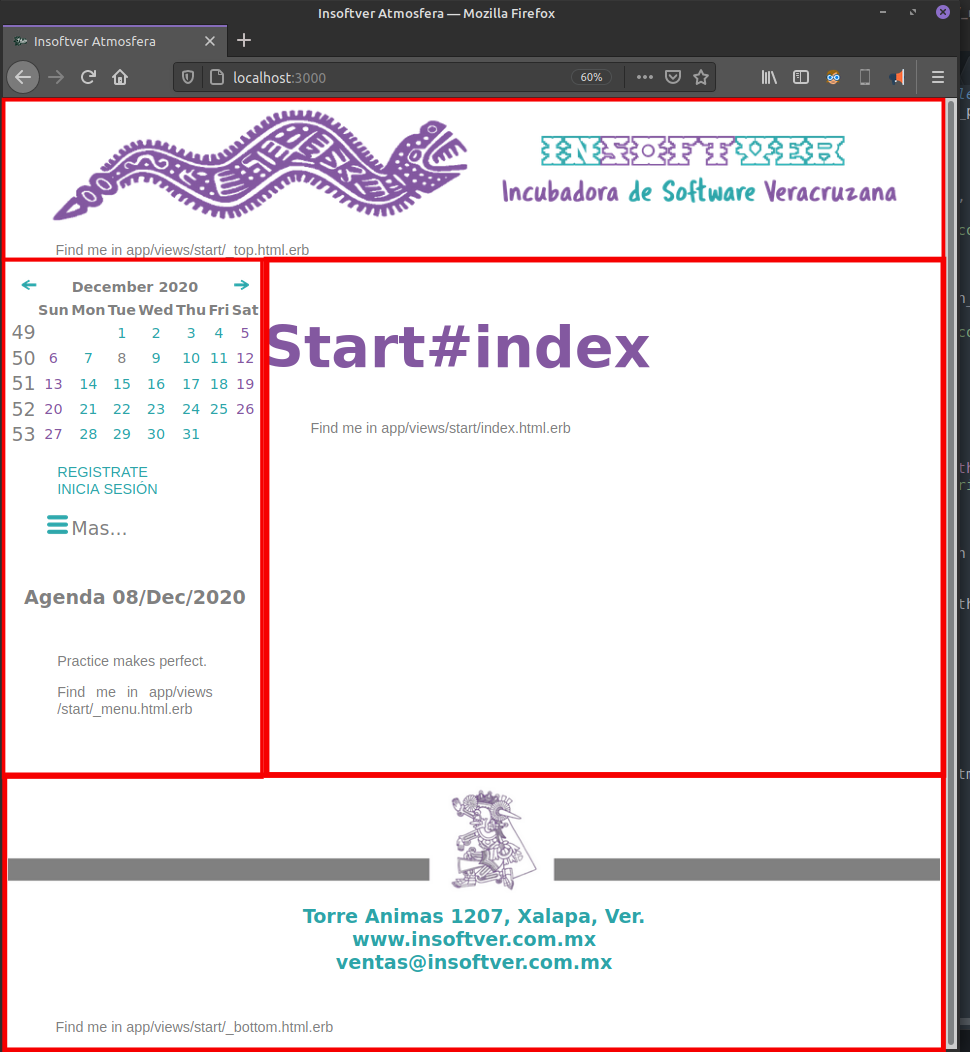 Insoftver Atmosfera — Mozilla Firefox
Insoftver Atmosfera
localhost:3000
60%
INSOFTVER
Incubadora de Software Veracruzana
Find me in app/views/start/_top.html.erb
December 2020
Sun Mon Tue Wed Thu Fri Sat
49 1 2 3 4 5
50 6 7 8 9 10 11 12
51 13 14 15 16 17 18 19
52 20 21 22 23 24 25 26
53 27 28 29 30 31
REGISTRATE
INICIA SESIÓN
Mas...
Agenda 08/Dec/2020
Practice makes perfect.
Find me in app/views
/start/_menu.html.erb
Start#index
Find me in app/views/start/index.html.erb
Torre Animas 1207, Xalapa, Ver.
www.insoftver.com.mx
ventas@insoftver.com.mx
Find me in app/views/start/_bottom.html.erb